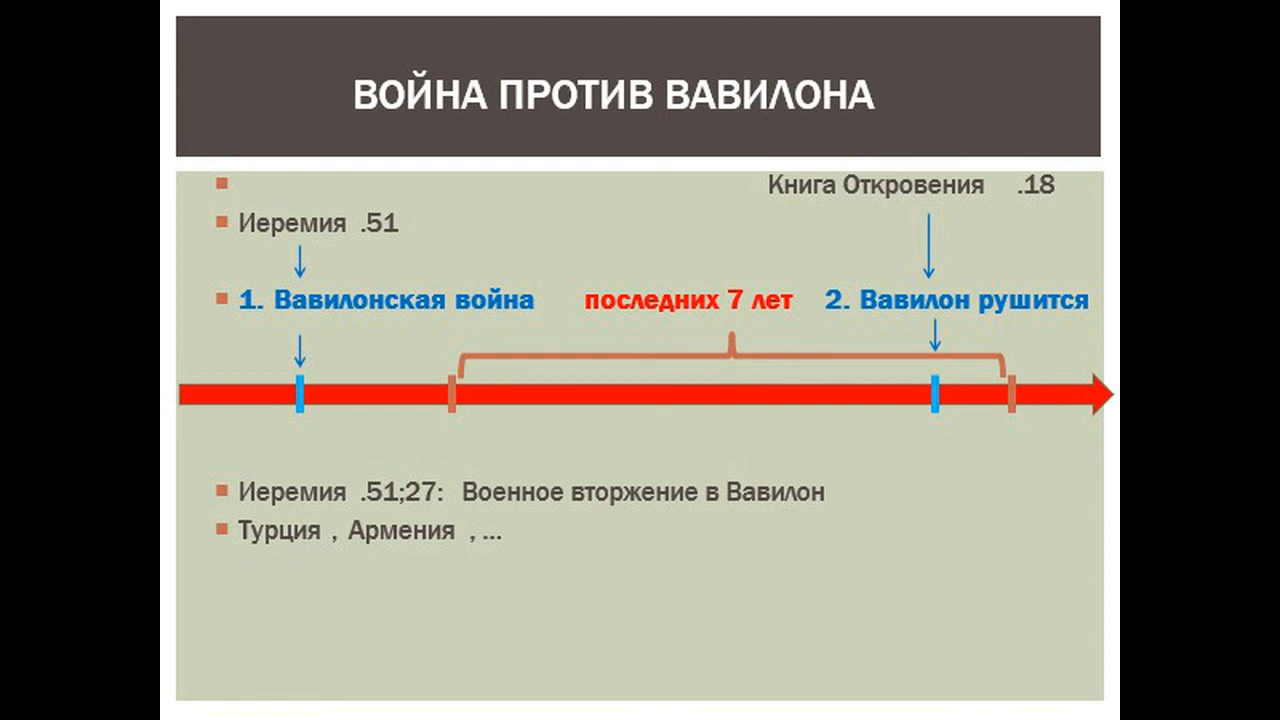 ВОЙНА ПРОТИВ ВАВИЛОНА
Книга Откровения .18
Иеремия .51
1. Вавилонская война последних 7 лет 2. Вавилон рушится
Иеремия .51;27: Военное вторжение в Вавилон
Турция , Армения , ...